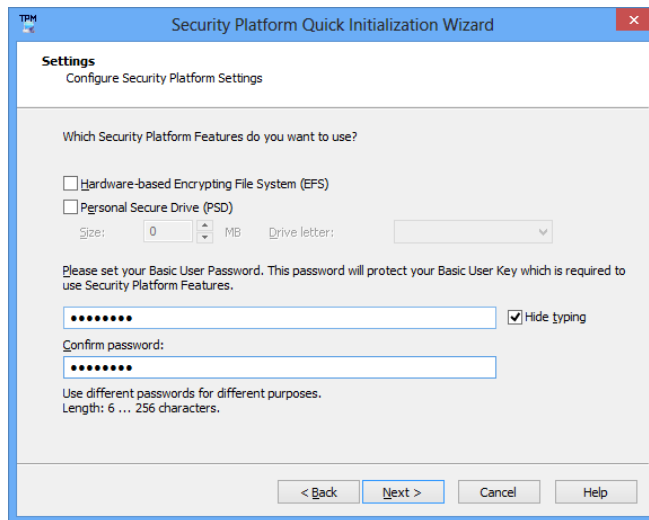 TPM
Security Platform Quick Initialization Wizard
Settings
Configure Security Platform Settings
Which Security Platform Features do you want to use?
Hardware-based Encrypting File System (EFS)
Personal Secure Drive (PSD)
Size: 0 MB Drive letter:
Please set your Basic User Password. This password will protect your Basic User Key which is required to
use Security Platform Features.
●●●●●●●● Hide typing
Confirm password:
●●●●●●●●
Use different passwords for different purposes.
Length: 6 ... 256 characters.
< Back Next > Cancel Help